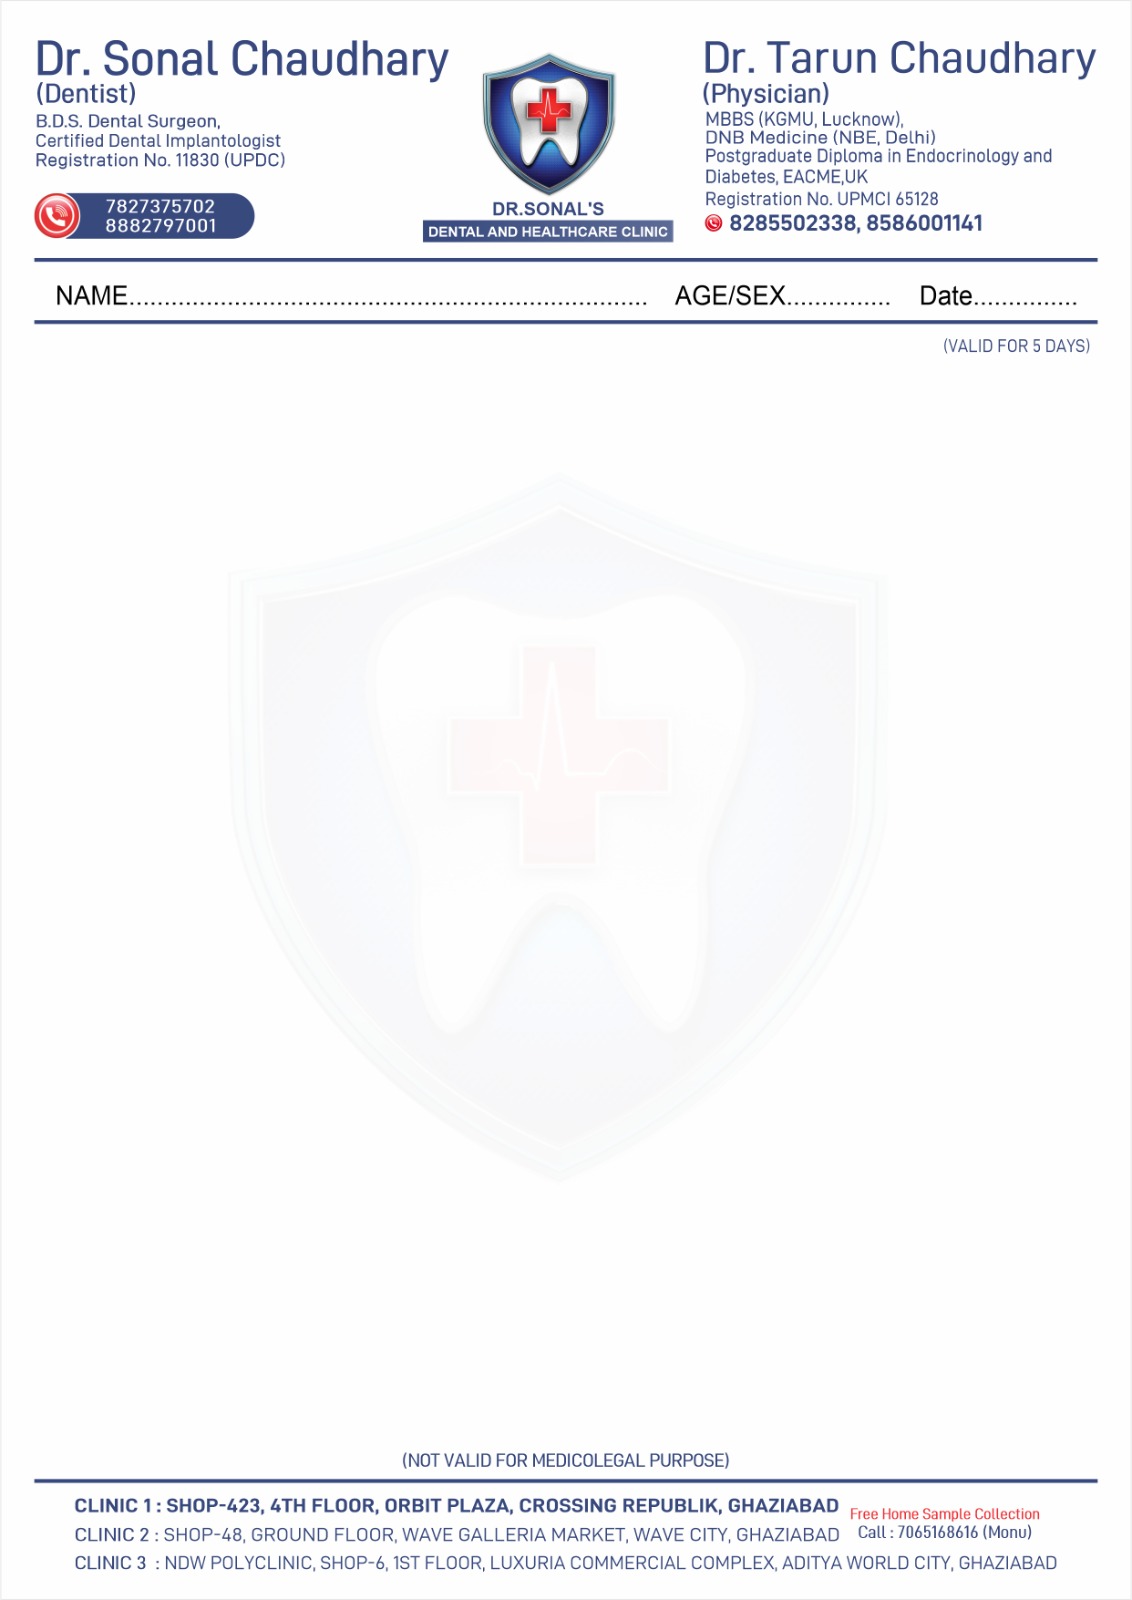 Dr. Sonal Chaudhary
(Dentist)
B.D.S. Dental Surgeon,
Certified Dental Implantologist
Registration No. 11830 (UPDC)
7827375702
8882797001
DR.SONAL'S
DENTAL AND HEALTHCARE CLINIC
Dr. Tarun Chaudhary
(Physician)
MBBS (KGMU, Lucknow),
DNB Medicine (NBE, Delhi)
Postgraduate Diploma in Endocrinology and
Diabetes, EACME,UK
Registration No. UPMCI 65128
8285502338, 8586001141
NAME.......................................................................... AGE/SEX............... Date...............
(VALID FOR 5 DAYS)
(NOT VALID FOR MEDICOLEGAL PURPOSE)
CLINIC 1 : SHOP-423, 4TH FLOOR, ORBIT PLAZA, CROSSING REPUBLIK, GHAZIABAD
CLINIC 2 : SHOP-48, GROUND FLOOR, WAVE GALLERIA MARKET, WAVE CITY, GHAZIABAD
CLINIC 3 : NDW POLYCLINIC, SHOP-6, 1ST FLOOR, LUXURIA COMMERCIAL COMPLEX, ADITYA WORLD CITY, GHAZIABAD
Free Home Sample Collection
Call : 7065168616 (Monu)